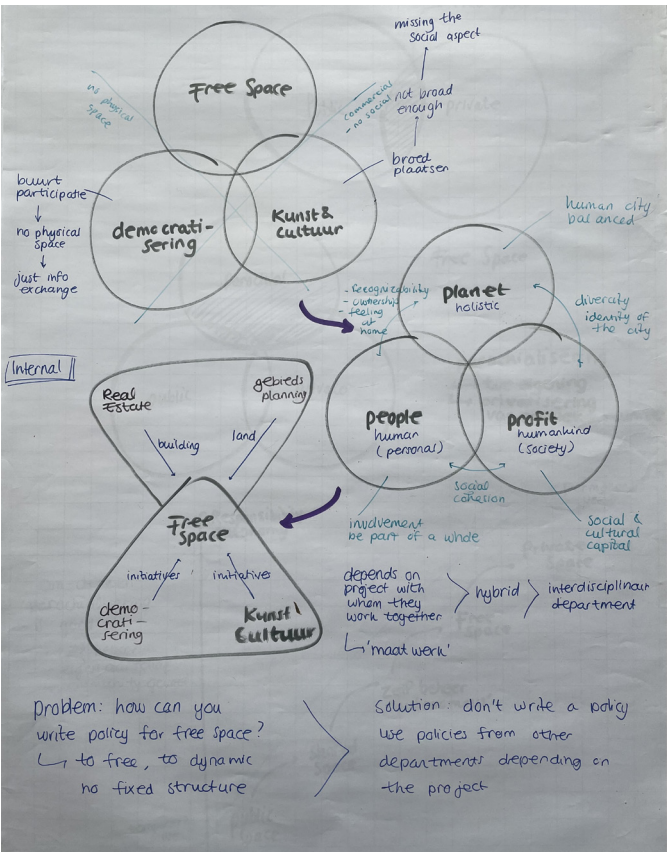 missing the
social aspect
not broad
enough
broed
plaatsen
Free Space
no physical
space
commercial
- no social
buurt
participatie
no physical
space
just info
exchange
democrati-
sering
Kunst &
Cultuur
human city
balanced
planet
holistic
- Recognizability
- ownership
- feeling
at
home
diversity
identity of
the city
people
human
(personal)
profit
humankind
(society)
social
cohesion
involvement
be part of a whole
social &
cultural
capital
Internal
Real
Estate
gebieds
planning
building
land
Free
Space
initiatives
initiatives
demo-
crati-
sering
Kunst
Cultuur
depends on
project with
whom they
work together
hybrid
interdisciplinair
department
'maat werk'
Problem: how can you
write policy for free space?
to free, to dynamic
no fixed structure
Solution: don't write a policy
use policies from other
departments depending on
the project